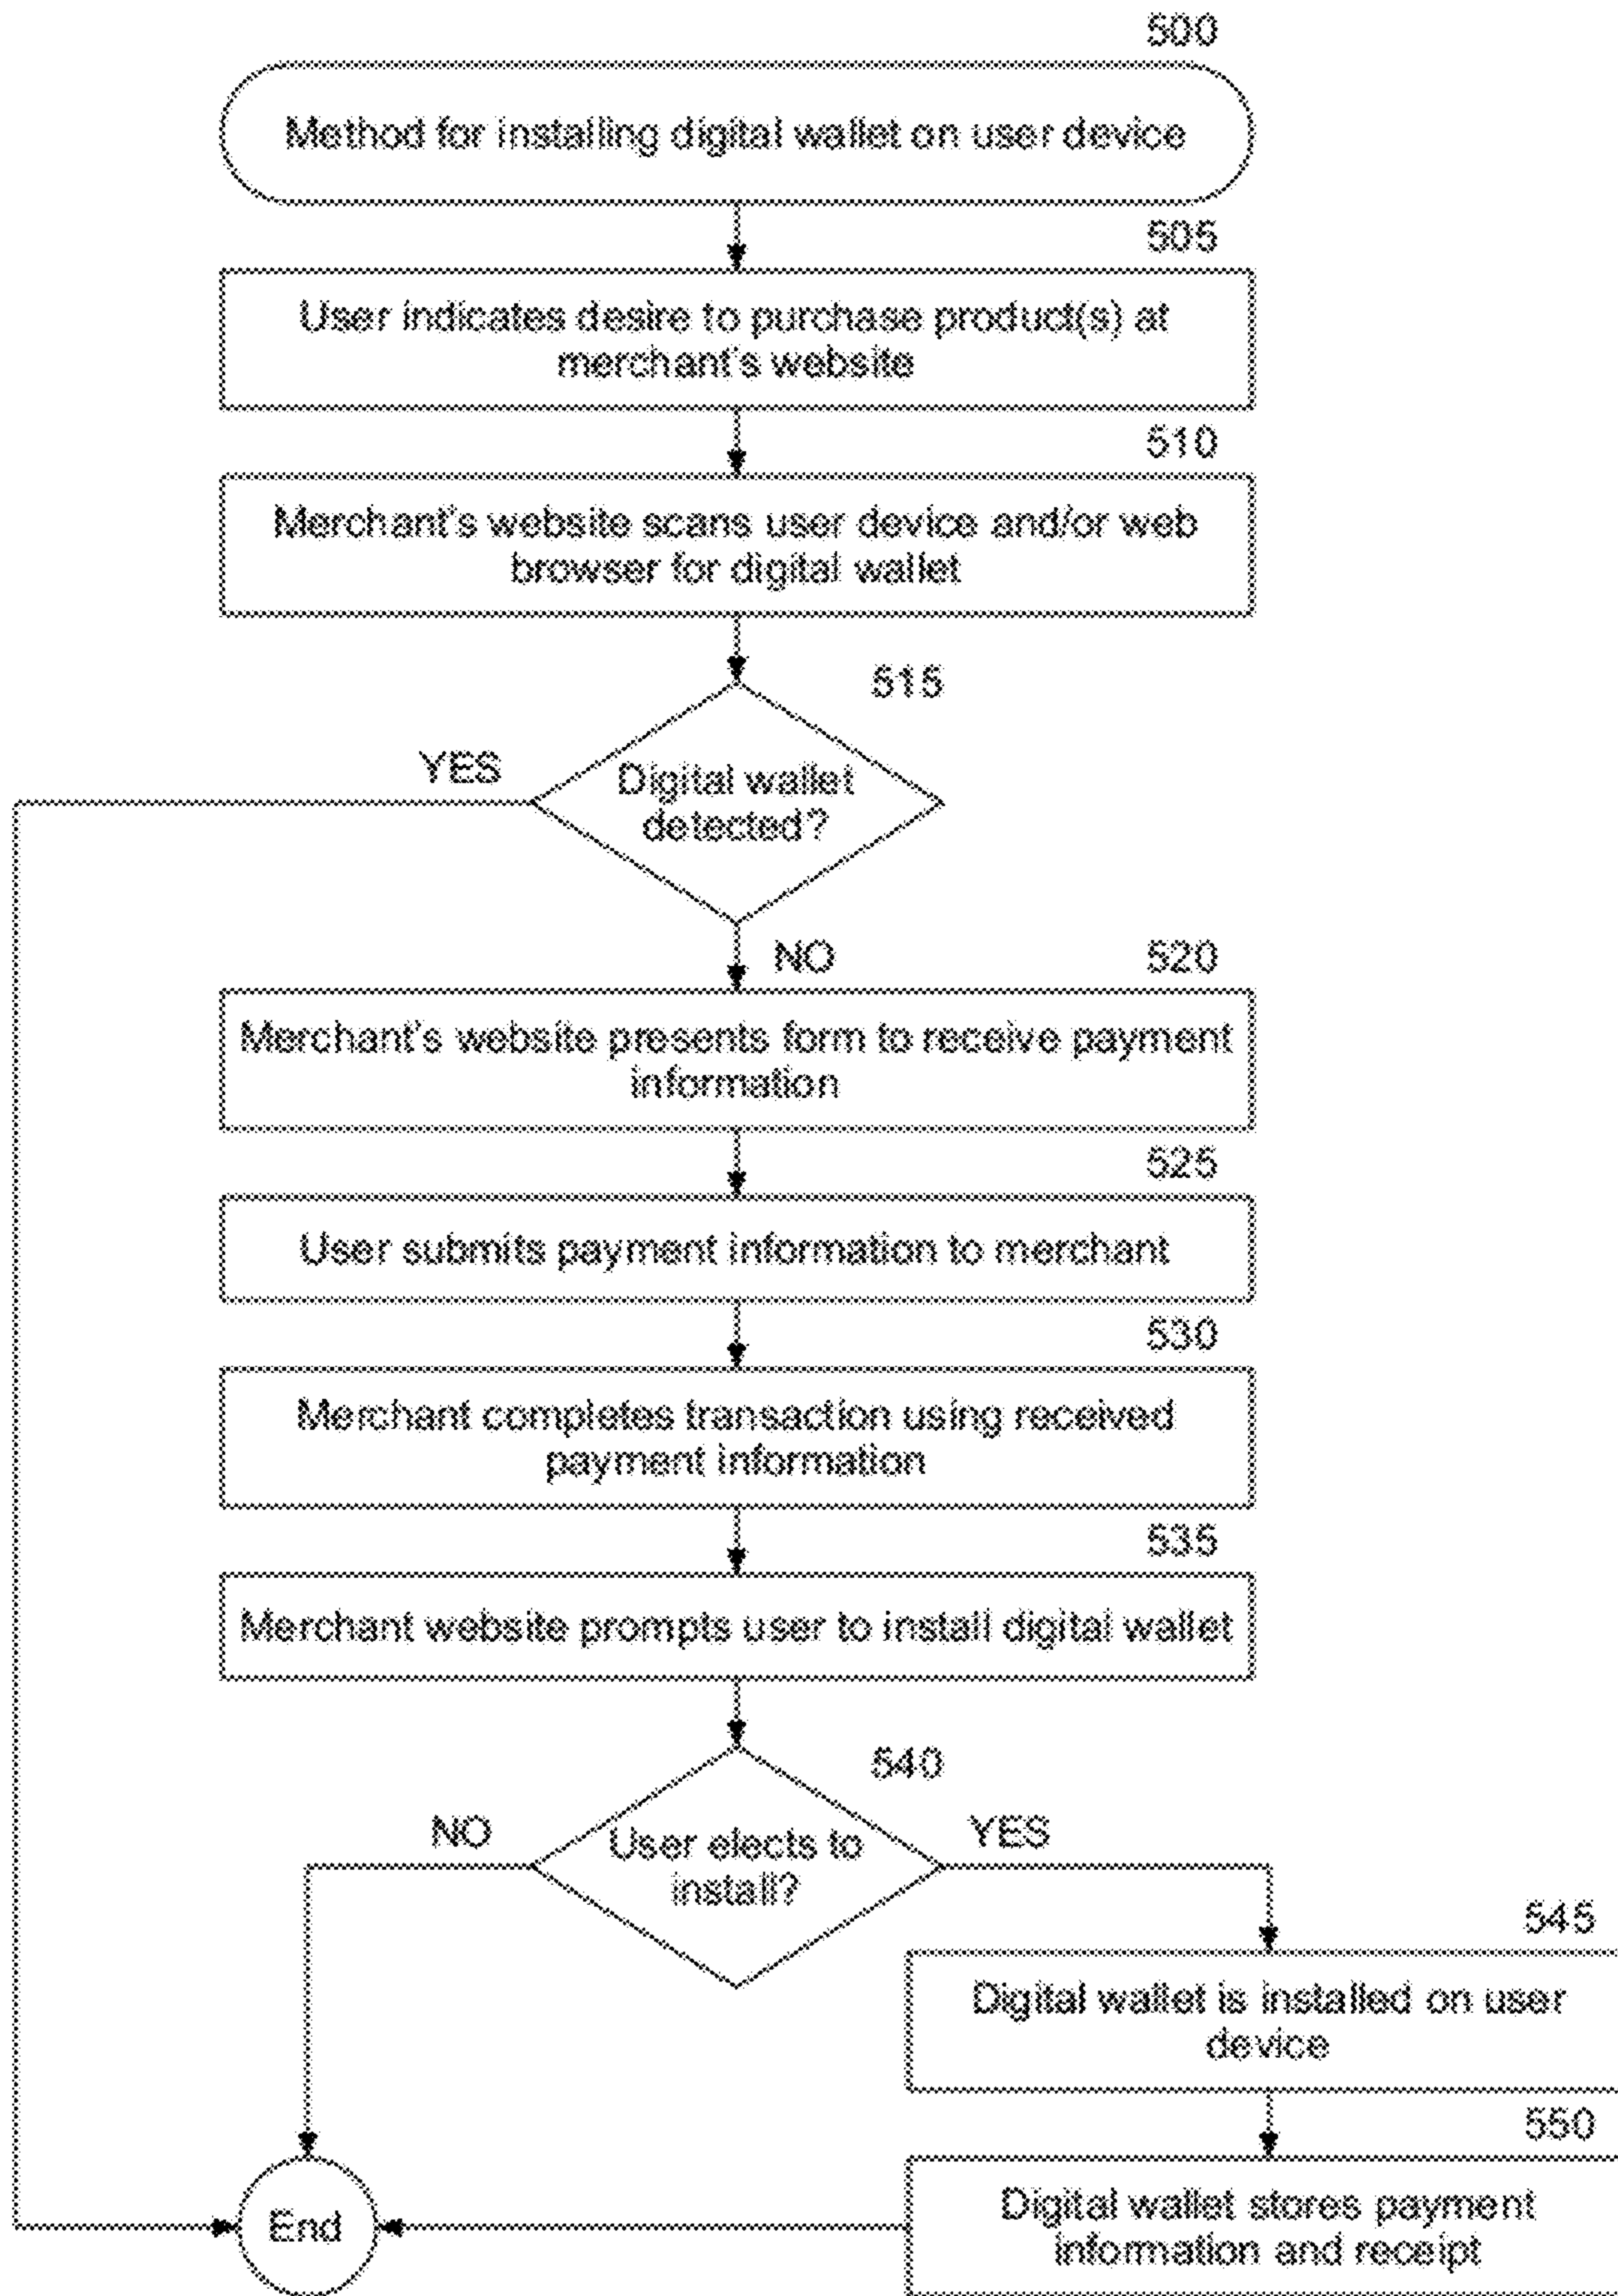 500
Method for installing digital wallet on user device
505
User indicates desire to purchase product(s) at
merchant's website
510
Merchant's website scans user device and/or web
browser for digital wallet
515
YES
Digital wallet
detected?
NO
520
Merchant's website presents form to receive payment
information
525
User submits payment information to merchant
530
Merchant completes transaction using received
payment information
535
Merchant website prompts user to install digital wallet
540
NO
User elects to
install?
YES
545
Digital wallet is installed on user
device
550
Digital wallet stores payment
information and receipt
End